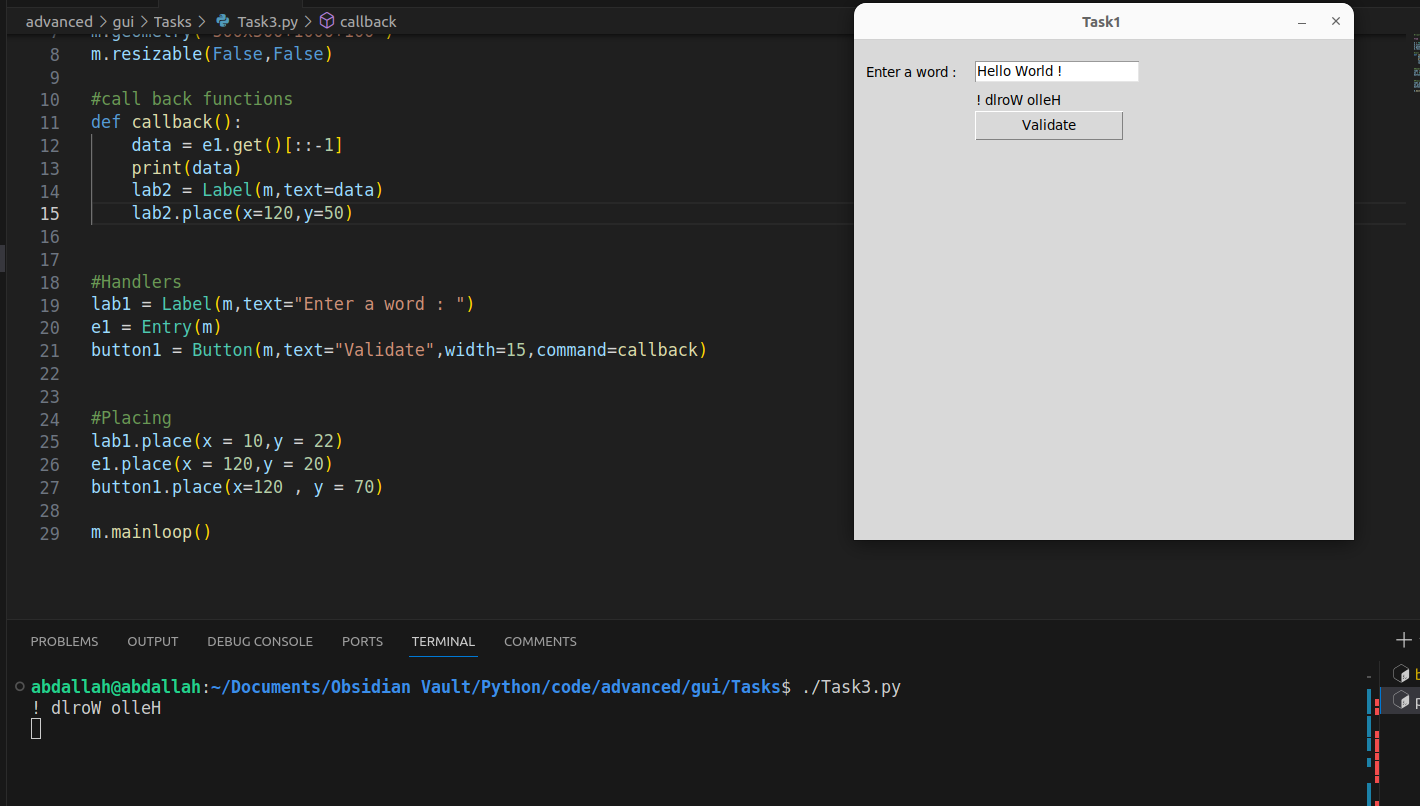 advanced > gui > Tasks > Task3.py > callback
7 m.geometry("500x500+1000+100")
8 m.resizable(False,False)
9
10 #call back functions
11 def callback():
12 data = e1.get()[::-1]
13 print(data)
14 lab2 = Label(m,text=data)
15 lab2.place(x=120,y=50)
16
17
18 #Handlers
19 lab1 = Label(m,text="Enter a word : ")
20 e1 = Entry(m)
21 button1 = Button(m,text="Validate",width=15,command=callback)
22
23
24 #Placing
25 lab1.place(x = 10,y = 22)
26 e1.place(x = 120,y = 20)
27 button1.place(x=120 , y = 70)
28
29 m.mainloop()
Task1
Enter a word : Hello World !
! dlroW olleH
Validate
PROBLEMS OUTPUT DEBUG CONSOLE PORTS TERMINAL COMMENTS
abdallah@abdallah:~/Documents/Obsidian Vault/Python/code/advanced/gui/Tasks$ ./Task3.py
! dlroW olleH